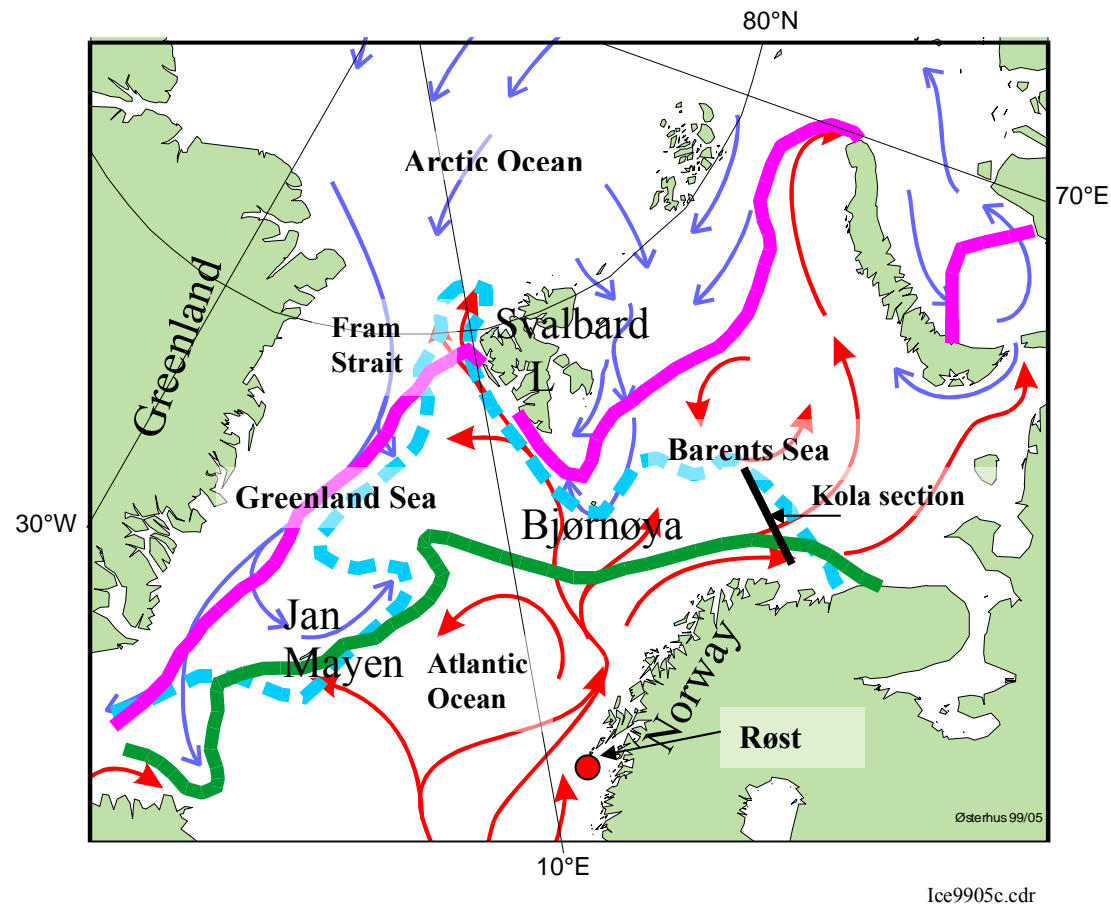 80°N
Arctic Ocean
70°E
Greenland
Svalbard
Fram
Strait
L
Barents Sea
Greenland Sea
Kola section
30°W
Bjørnøya
Jan
Mayen
Atlantic
Ocean
Norway
Røst
Østerhus 99/05
10°E
Ice9905c.cdr